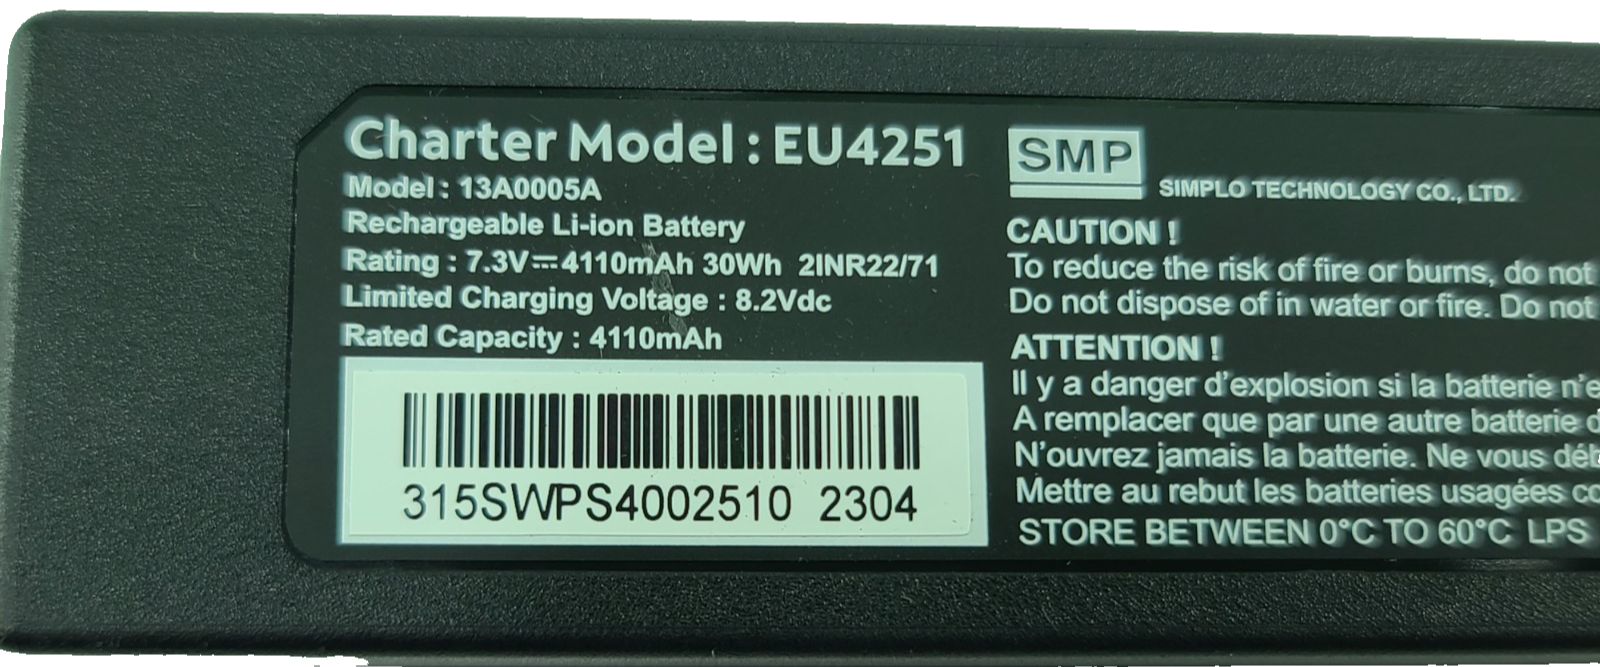 Charter Model : EU4251
Model : 13A0005A
Rechargeable Li-ion Battery
Rating : 7.3V⎓4110mAh 30Wh 2INR22/71
Limited Charging Voltage : 8.2Vdc
Rated Capacity : 4110mAh
315SWPS4002510 2304
SMP
SIMPLO TECHNOLOGY CO., LTD.
CAUTION !
To reduce the risk of fire or burns, do not
Do not dispose of in water or fire. Do not
ATTENTION !
Il y a danger d'explosion si la batterie n'e
A remplacer que par une autre batterie d
N'ouvrez jamais la batterie. Ne vous déb
Mettre au rebut les batteries usagées co
STORE BETWEEN 0°C TO 60°C LPS